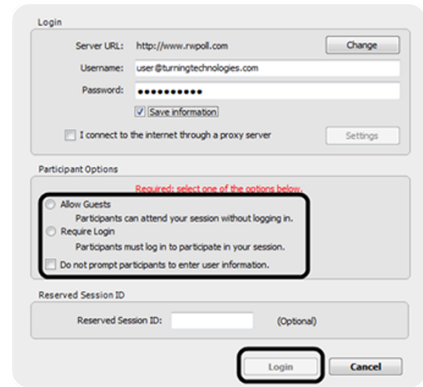 Login
Server URL: http://www.rwpoll.com Change
Username: user@turningtechnologies.com
Password: ●●●●●●●●●●
Save information
I connect to the internet through a proxy server Settings
Participant Options
Required: select one of the options below.
Allow Guests
Participants can attend your session without logging in.
Require Login
Participants must log in to participate in your session.
Do not prompt participants to enter user information.
Reserved Session ID
Reserved Session ID: (Optional)
Login Cancel